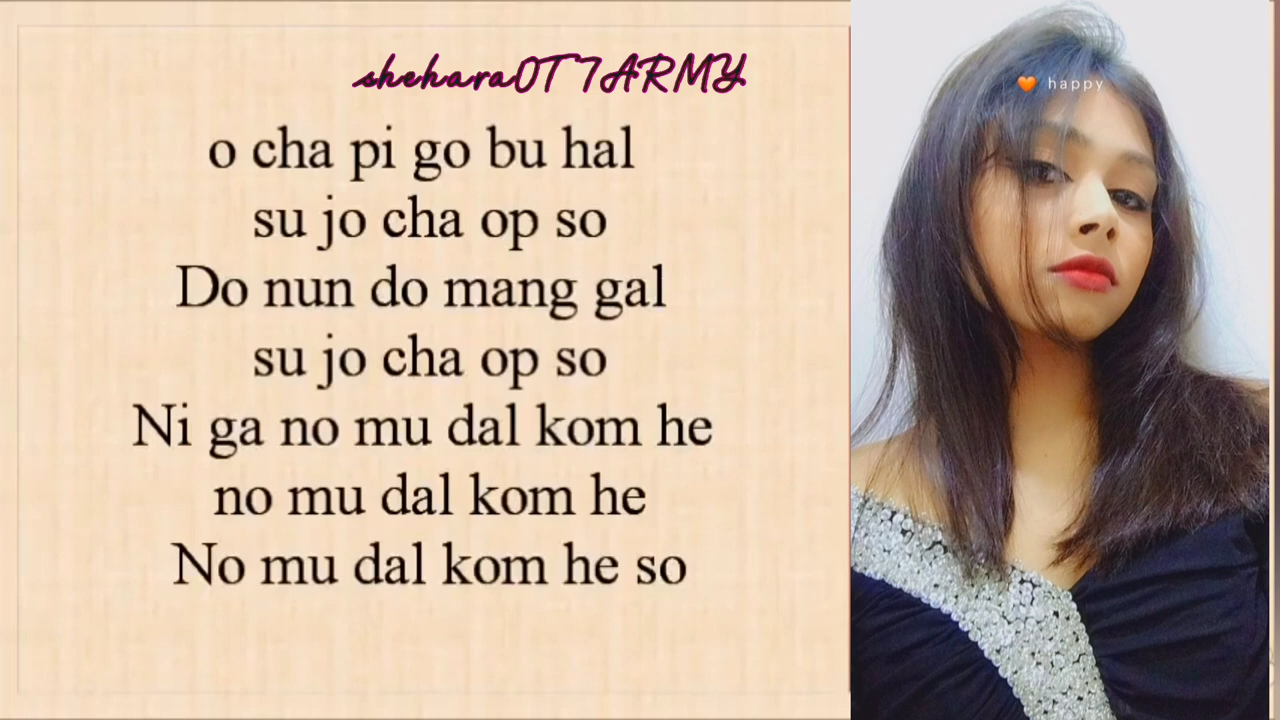 sheharaOT7ARMY
o cha pi go bu hal
su jo cha op so
Do nun do mang gal
su jo cha op so
Ni ga no mu dal kom he
no mu dal kom he
No mu dal kom he so
🧡 happy